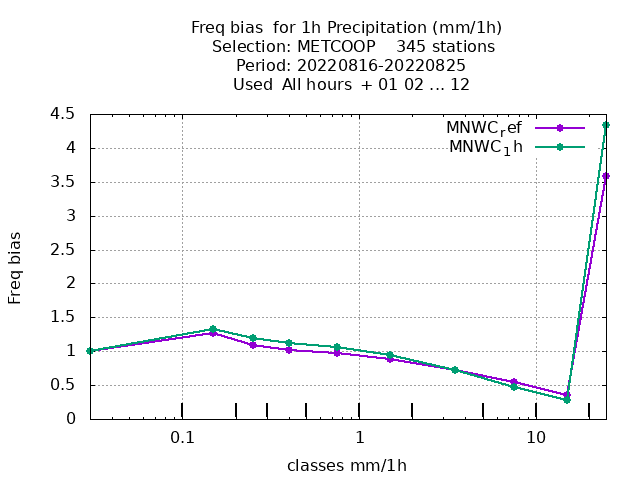 Freq bias  for 1h Precipitation (mm/1h)
Selection: METCOOP    345 stations
Period: 20220816-20220825
Used  All hours  + 01 02 ... 12
MNWCref
MNWC1h
4.5
4
3.5
3
2.5
2
1.5
1
0.5
0
Freq bias
0.1
1
10
classes mm/1h